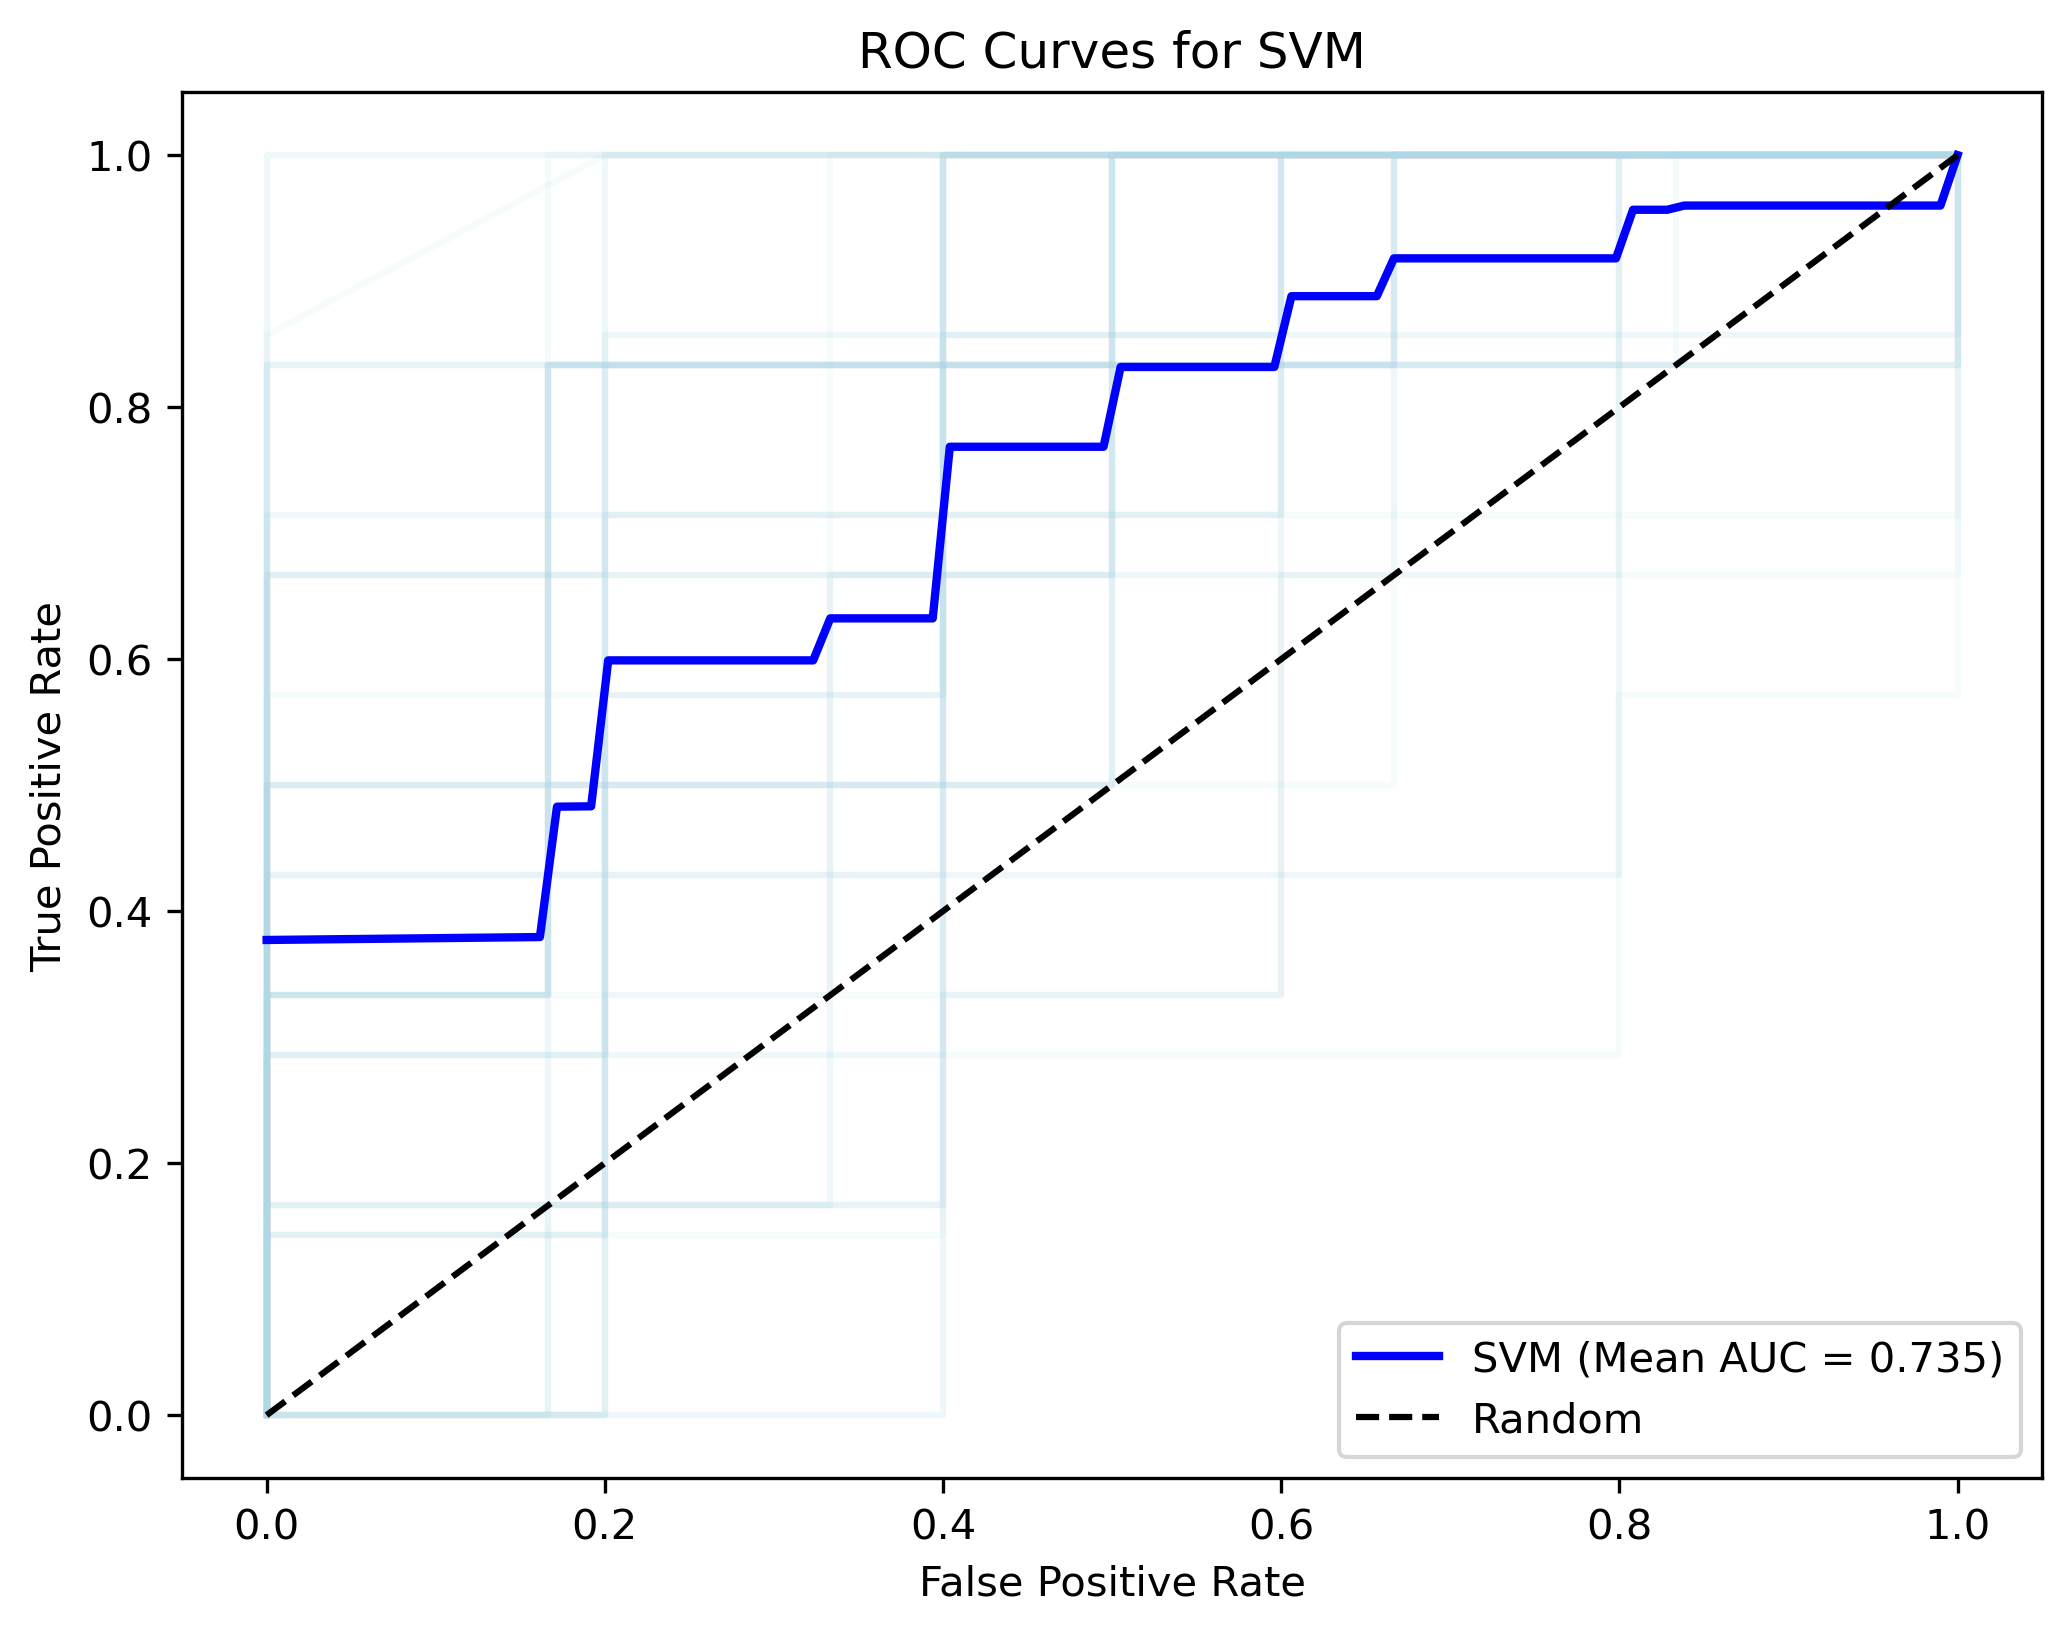 ROC Curves for SVM
True Positive Rate
1.0
0.8
0.6
0.4
0.2
0.0
0.0 0.2 0.4 0.6 0.8 1.0
False Positive Rate
SVM (Mean AUC = 0.735)
Random